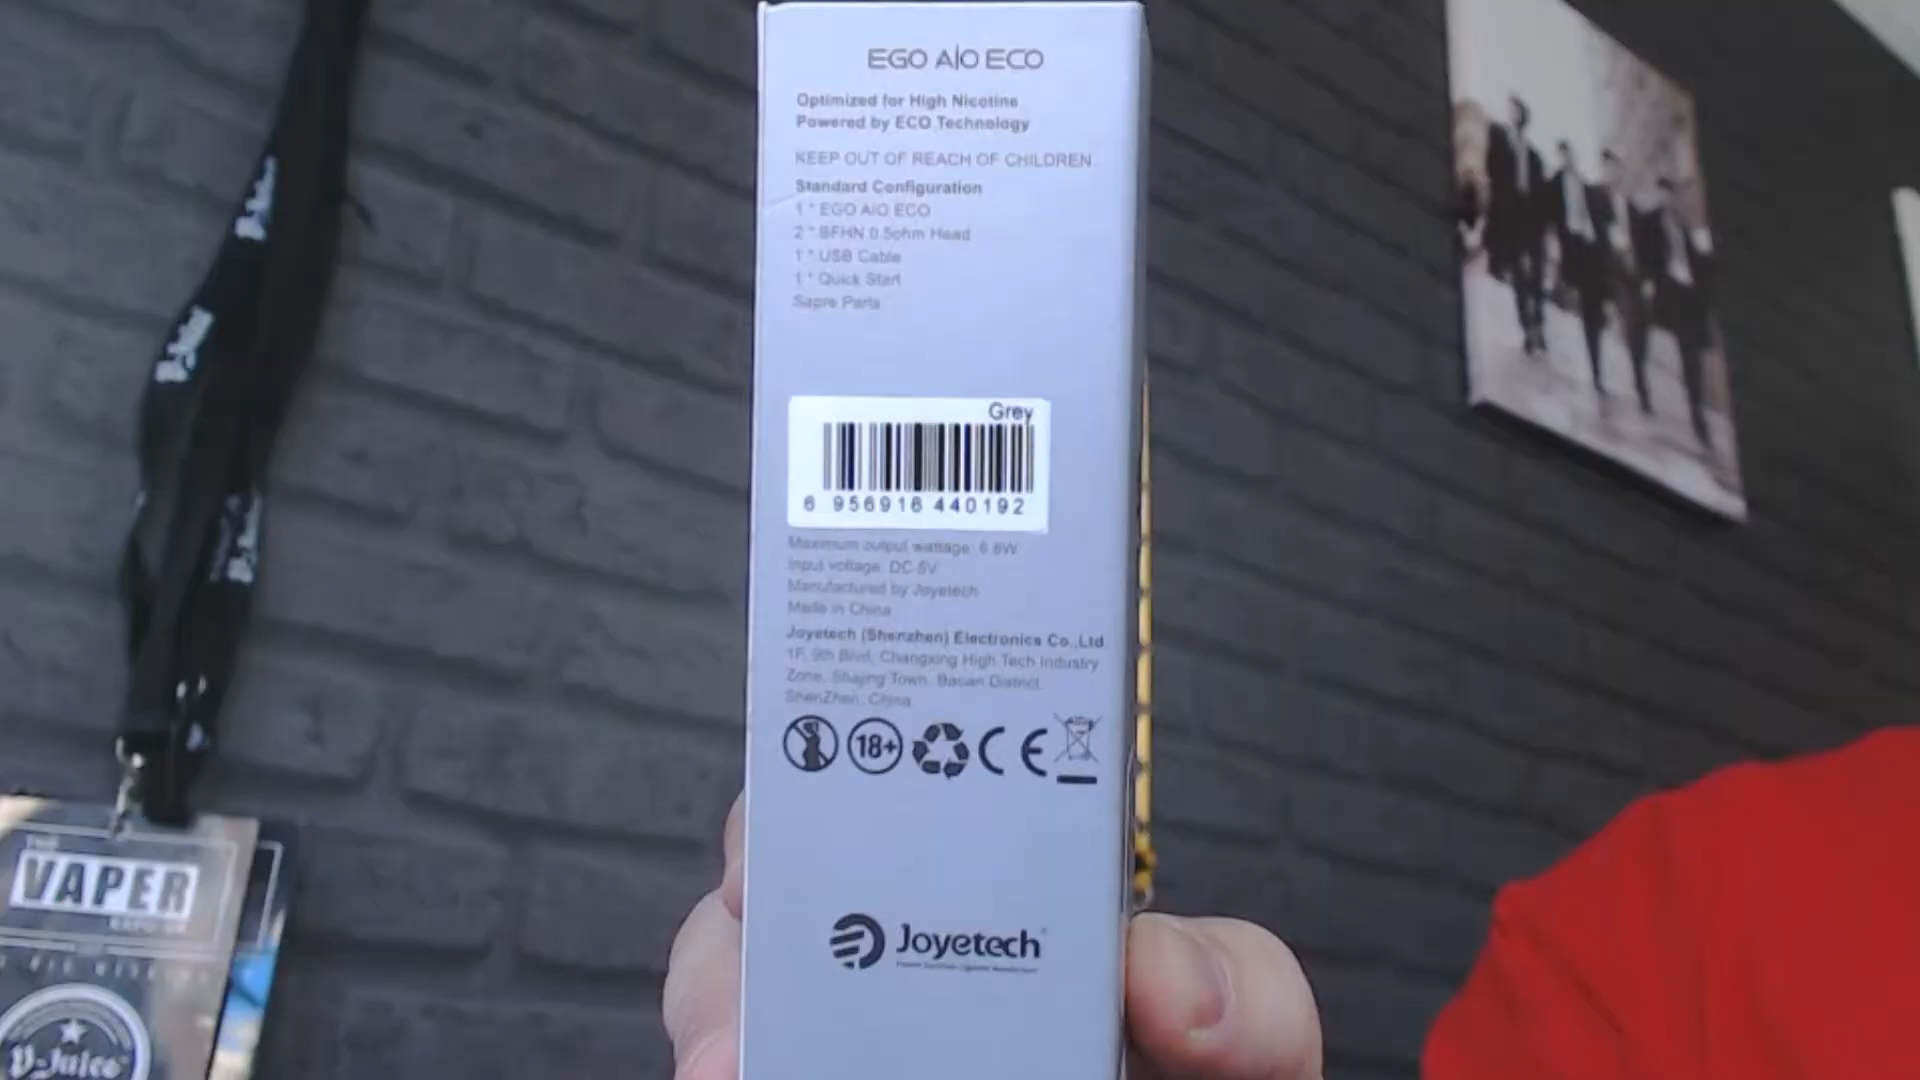 EGO AIO ECO
Optimized for High Nicotine
Powered by ECO Technology
KEEP OUT OF REACH OF CHILDREN
Standard Configuration
1 * EGO AIO ECO
2 * BFHN 0.5ohm Head
1 * USB Cable
1 * Quick Start
Sapre Parts
Grey
6 956916 440192
Maximum output wattage: 6.6W
Input voltage: DC 5V
Manufactured by Joyetech
Made in China
Joyetech (Shenzhen) Electronics Co.,Ltd.
1F, 9th Blvd, Changxing High Tech Industry
Zone, Shajing Town, Baoan District,
ShenZhen, China
18+
CE
Joyetech
THE
VAPER
V-Juice